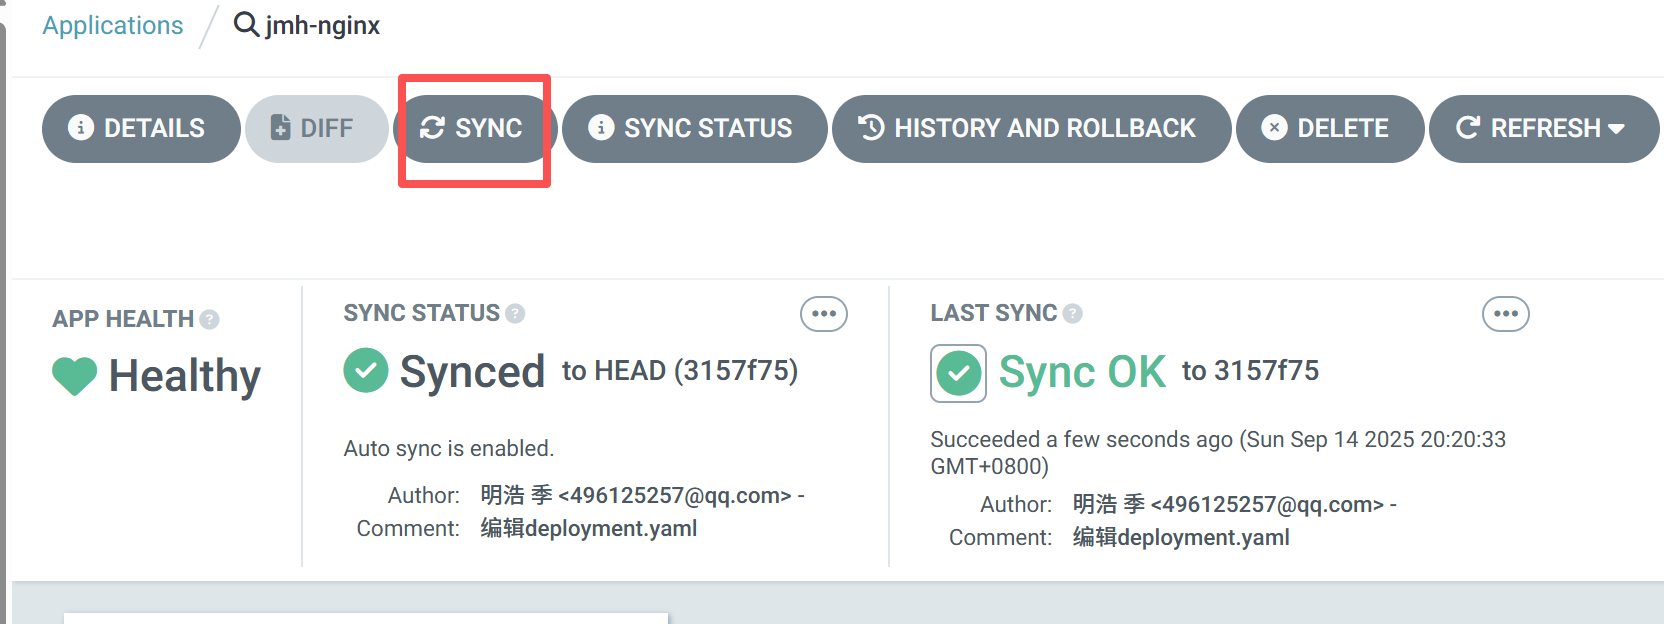 Applications / jmh-nginx
DETAILS DIFF SYNC SYNC STATUS HISTORY AND ROLLBACK DELETE REFRESH
APP HEALTH
Healthy
SYNC STATUS
Synced to HEAD (3157f75)
Auto sync is enabled.
Author: 明浩 季 <496125257@qq.com> -
Comment: 编辑deployment.yaml
LAST SYNC
Sync OK to 3157f75
Succeeded a few seconds ago (Sun Sep 14 2025 20:20:33
GMT+0800)
Author: 明浩 季 <496125257@qq.com> -
Comment: 编辑deployment.yaml